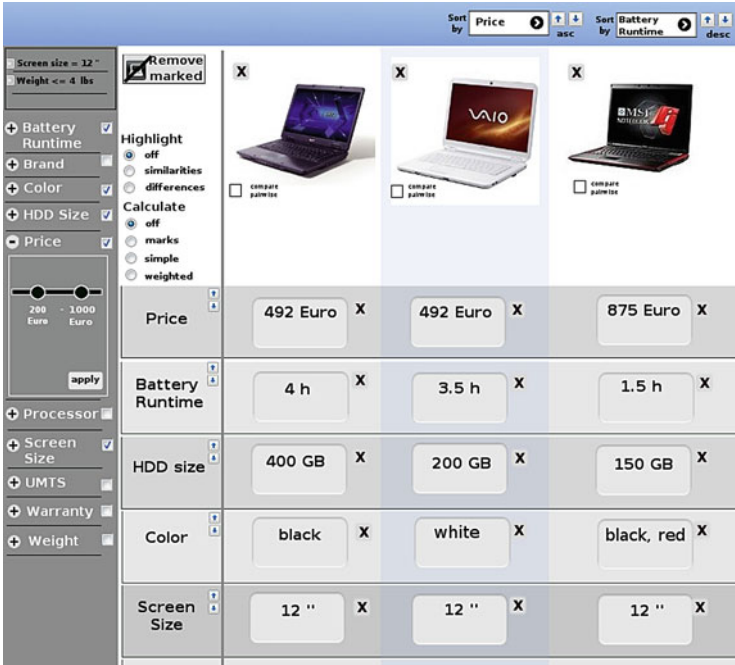 Sort by Price asc Sort by Battery Runtime desc
Screen size = 12 "
Weight <= 4 lbs
Battery Runtime
Brand
Color
HDD Size
Price
200 Euro - 1000 Euro
apply
Processor
Screen Size
UMTS
Warranty
Weight
Remove marked
Highlight
off
similarities
differences
Calculate
off
marks
simple
weighted
X X X
VAIO
MSI
NOTEBOOK
compare pairwise compare pairwise compare pairwise
Price 492 Euro X 492 Euro X 875 Euro X
Battery Runtime 4 h X 3.5 h X 1.5 h X
HDD size 400 GB X 200 GB X 150 GB X
Color black X white X black, red X
Screen Size 12 '' X 12 '' X 12 '' X